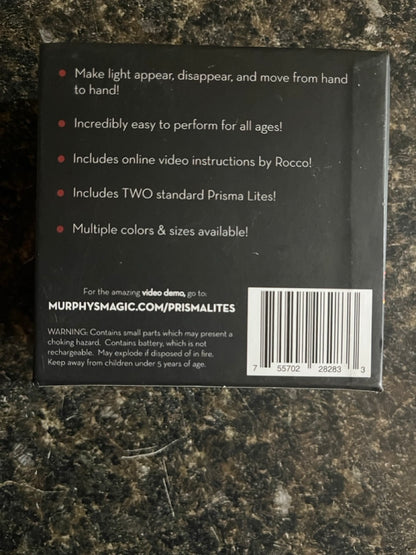 • Make light appear, disappear, and move from hand
to hand!
• Incredibly easy to perform for all ages!
• Includes online video instructions by Rocco!
• Includes TWO standard Prisma Lites!
• Multiple colors & sizes available!
For the amazing video demo, go to:
MURPHYSMAGIC.COM/PRISMALITES
WARNING: Contains small parts which may present a
choking hazard. Contains battery, which is not
rechargeable. May explode if disposed of in fire.
Keep away from children under 5 years of age.
7 55702 28283 3